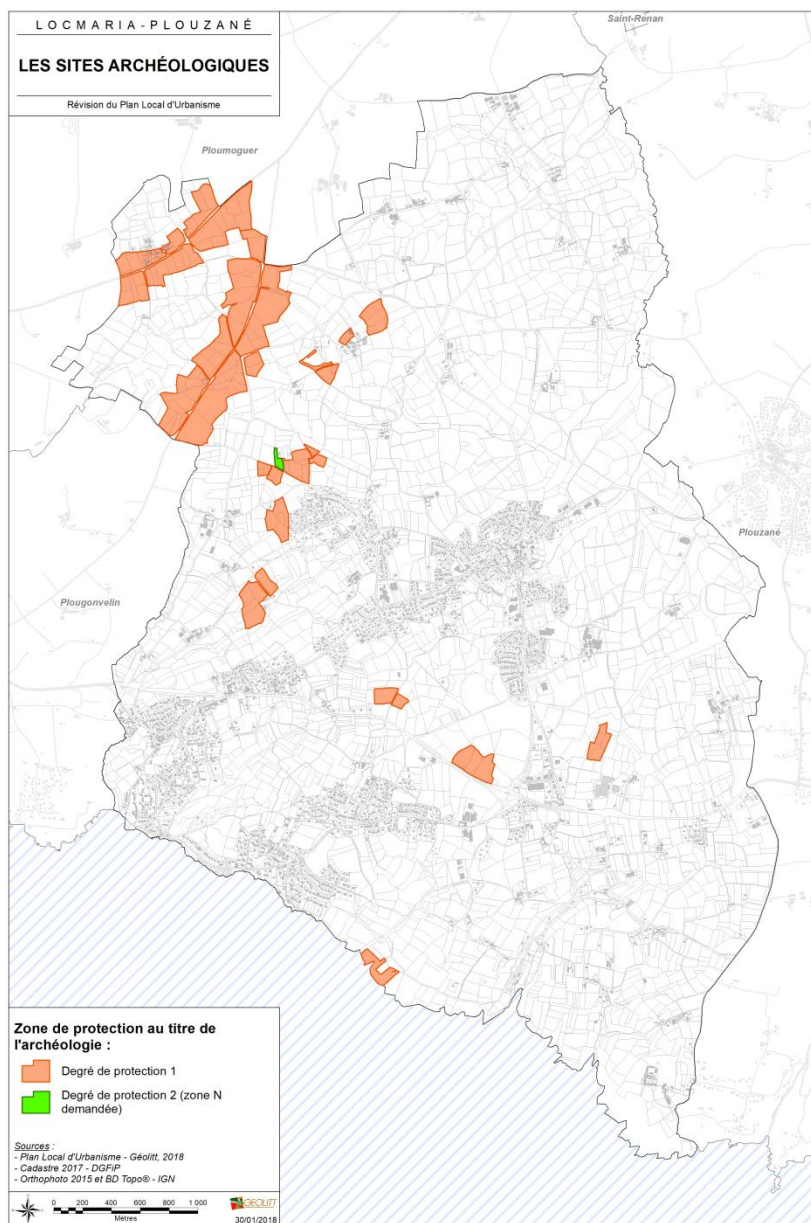 LOCMARIA-PLOUZANÉ
LES SITES ARCHÉOLOGIQUES
Révision du Plan Local d'Urbanisme
Saint-Renan
Ploumoguer
Plouzané
Plougonvelin
Zone de protection au titre de
l'archéologie :
Degré de protection 1
Degré de protection 2 (zone N
demandée)
Sources :
- Plan Local d'Urbanisme - Géolitt, 2018
- Cadastre 2017 - DGFiP
- Orthophoto 2015 et BD Topo® - IGN
0 200 400 600 800 1 000
Mètres
GEOLITT
30/01/2018